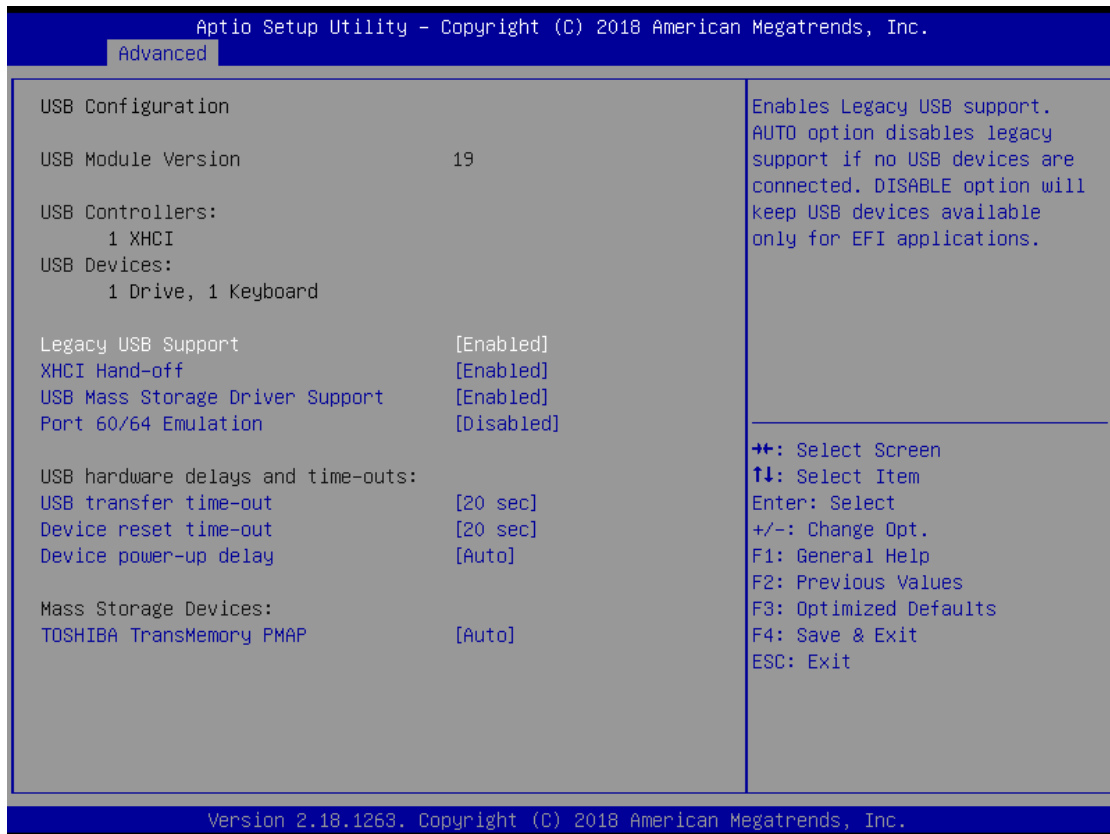 Aptio Setup Utility – Copyright (C) 2018 American Megatrends, Inc.
Advanced
USB Configuration
USB Module Version 19
USB Controllers:
1 XHCI
USB Devices:
1 Drive, 1 Keyboard
Legacy USB Support [Enabled]
XHCI Hand-off [Enabled]
USB Mass Storage Driver Support [Enabled]
Port 60/64 Emulation [Disabled]
USB hardware delays and time-outs:
USB transfer time-out [20 sec]
Device reset time-out [20 sec]
Device power-up delay [Auto]
Mass Storage Devices:
TOSHIBA TransMemory PMAP [Auto]
Enables Legacy USB support.
AUTO option disables legacy
support if no USB devices are
connected. DISABLE option will
keep USB devices available
only for EFI applications.
→←: Select Screen
↑↓: Select Item
Enter: Select
+/-: Change Opt.
F1: General Help
F2: Previous Values
F3: Optimized Defaults
F4: Save & Exit
ESC: Exit
Version 2.18.1263. Copyright (C) 2018 American Megatrends, Inc.